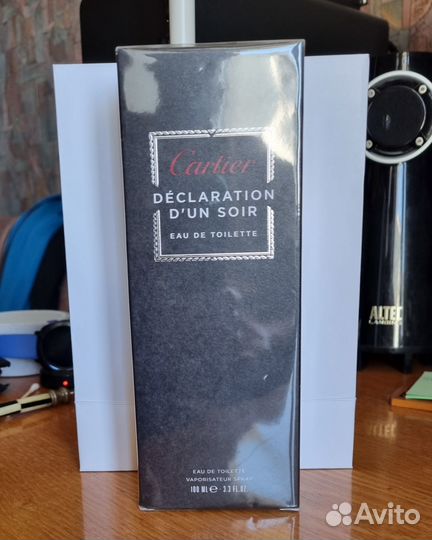 Cartier
DÉCLARATION
D'UN SOIR
EAU DE TOILETTE
ALTEC
LANSING
EAU DE TOILETTE
VAPORISATEUR SPRAY
100 ML ℮ - 3.3 FL.OZ.
Avito